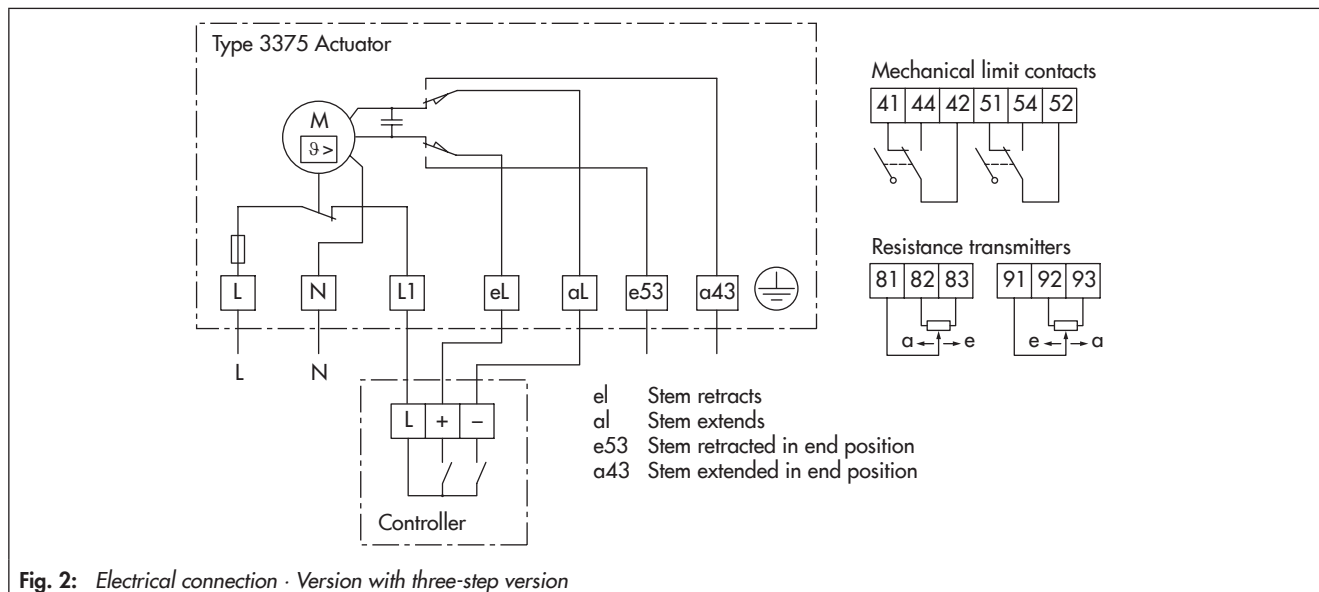 Type 3375 Actuator
M
ϑ >
L N L1 eL aL e53 a43
L N
L + −
Controller
el Stem retracts
al Stem extends
e53 Stem retracted in end position
a43 Stem extended in end position
Mechanical limit contacts
41 44 42 51 54 52
Resistance transmitters
81 82 83 91 92 93
a e e a
Fig. 2: Electrical connection · Version with three-step version